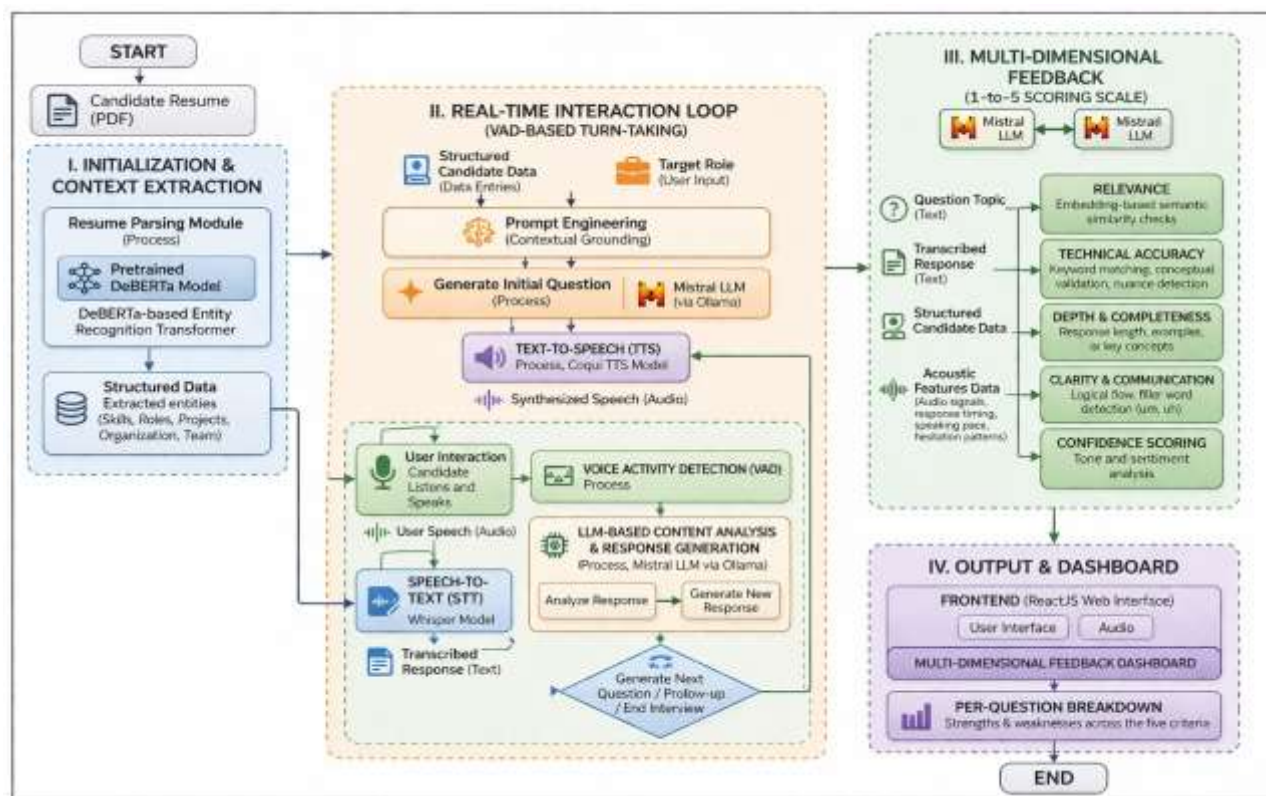 START
Candidate Resume
(PDF)
I. INITIALIZATION &
CONTEXT EXTRACTION
Resume Parsing Module
(Process)
Pretrained
DeBERTa Model
DeBERTa-based Entity
Recognition Transformer
Structured Data
Extracted entities
(Skills, Roles, Projects,
Organization, Team)
II. REAL-TIME INTERACTION LOOP
(VAD-BASED TURN-TAKING)
Structured
Candidate Data
(Data Entries)
Target Role
(User Input)
Prompt Engineering
(Contextual Grounding)
Generate Initial Question
(Process)
Mistral LLM
(via Ollama)
TEXT-TO-SPEECH (TTS)
Process, Coqui TTS Model
Synthesized Speech (Audio)
User Interaction
Candidate
Listens and
Speaks
VOICE ACTIVITY DETECTION (VAD)
Process
User Speech (Audio)
LLM-BASED CONTENT ANALYSIS
& RESPONSE GENERATION
(Process, Mistral LLM via Ollama)
Analyze Response
Generate New
Response
SPEECH-TO-
TEXT (STT)
Whisper Model
Transcribed
Response (Text)
Generate Next
Question / Prollow-up
/ End Interview
III. MULTI-DIMENSIONAL
FEEDBACK
(1-to-5 SCORING SCALE)
Mistral
LLM
Mistrail
LLM
Question Topic
(Text)
Transcribed
Response
(Text)
Structured
Candidate Data
Acoustic
Features Data
(Audio signals,
response timing,
speaking pace,
hesitation patterns)
RELEVANCE
Embedding-based semantic
similarity checks
TECHNICAL ACCURACY
Keyword matching, conceptual
validation, nuance detection
DEPTH & COMPLETENESS
Response length, examples,
or key concepts
CLARITY & COMMUNICATION
Logical flow, filler word
detection (um, uh)
CONFIDENCE SCORING
Tone and sentiment
analysis
IV. OUTPUT & DASHBOARD
FRONTEND (ReactJS Web Interface)
User Interface
Audio
MULTI-DIMENSIONAL FEEDBACK DASHBOARD
PER-QUESTION BREAKDOWN
Strengths & weaknesses across the five criteria
END